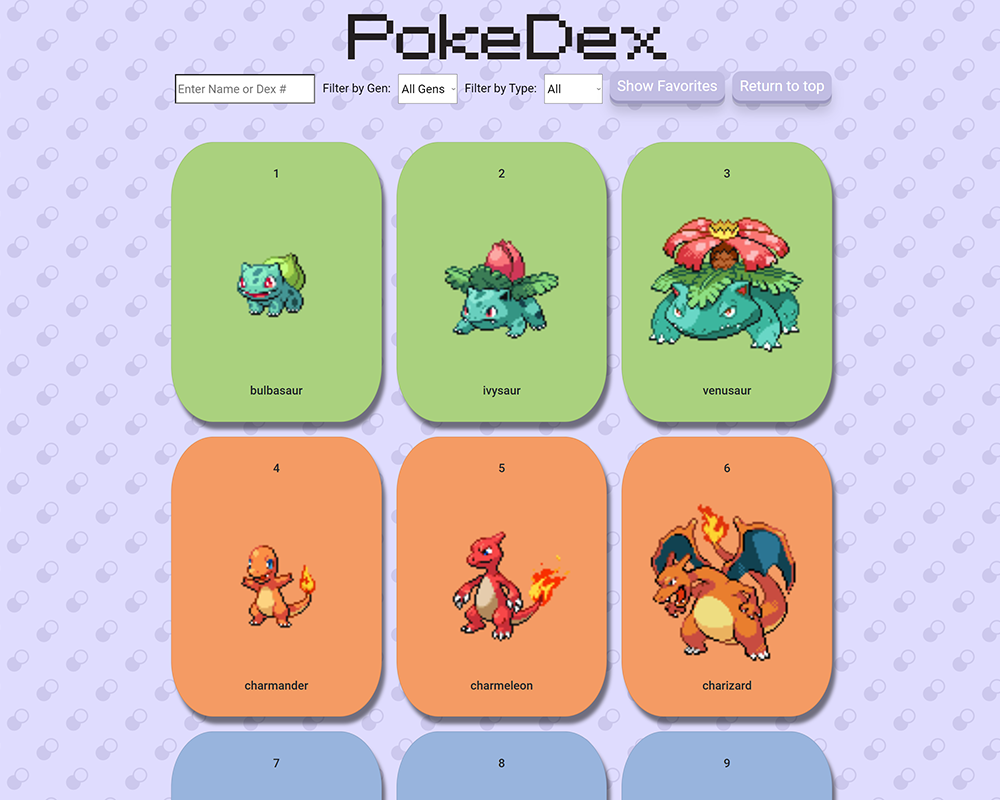 PokeDex
Enter Name or Dex # Filter by Gen: All Gens Filter by Type: All Show Favorites Return to top
1 2 3
bulbasaur ivysaur venusaur
4 5 6
charmander charmeleon charizard
7 8 9